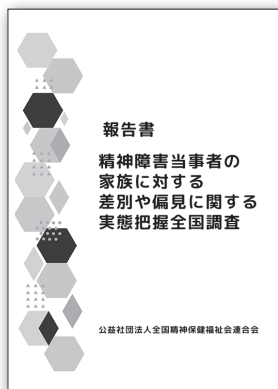 報告書
精神障害当事者の
家族に対する
差別や偏見に関する
実態把握全国調査
公益社団法人全国精神保健福祉会連合会